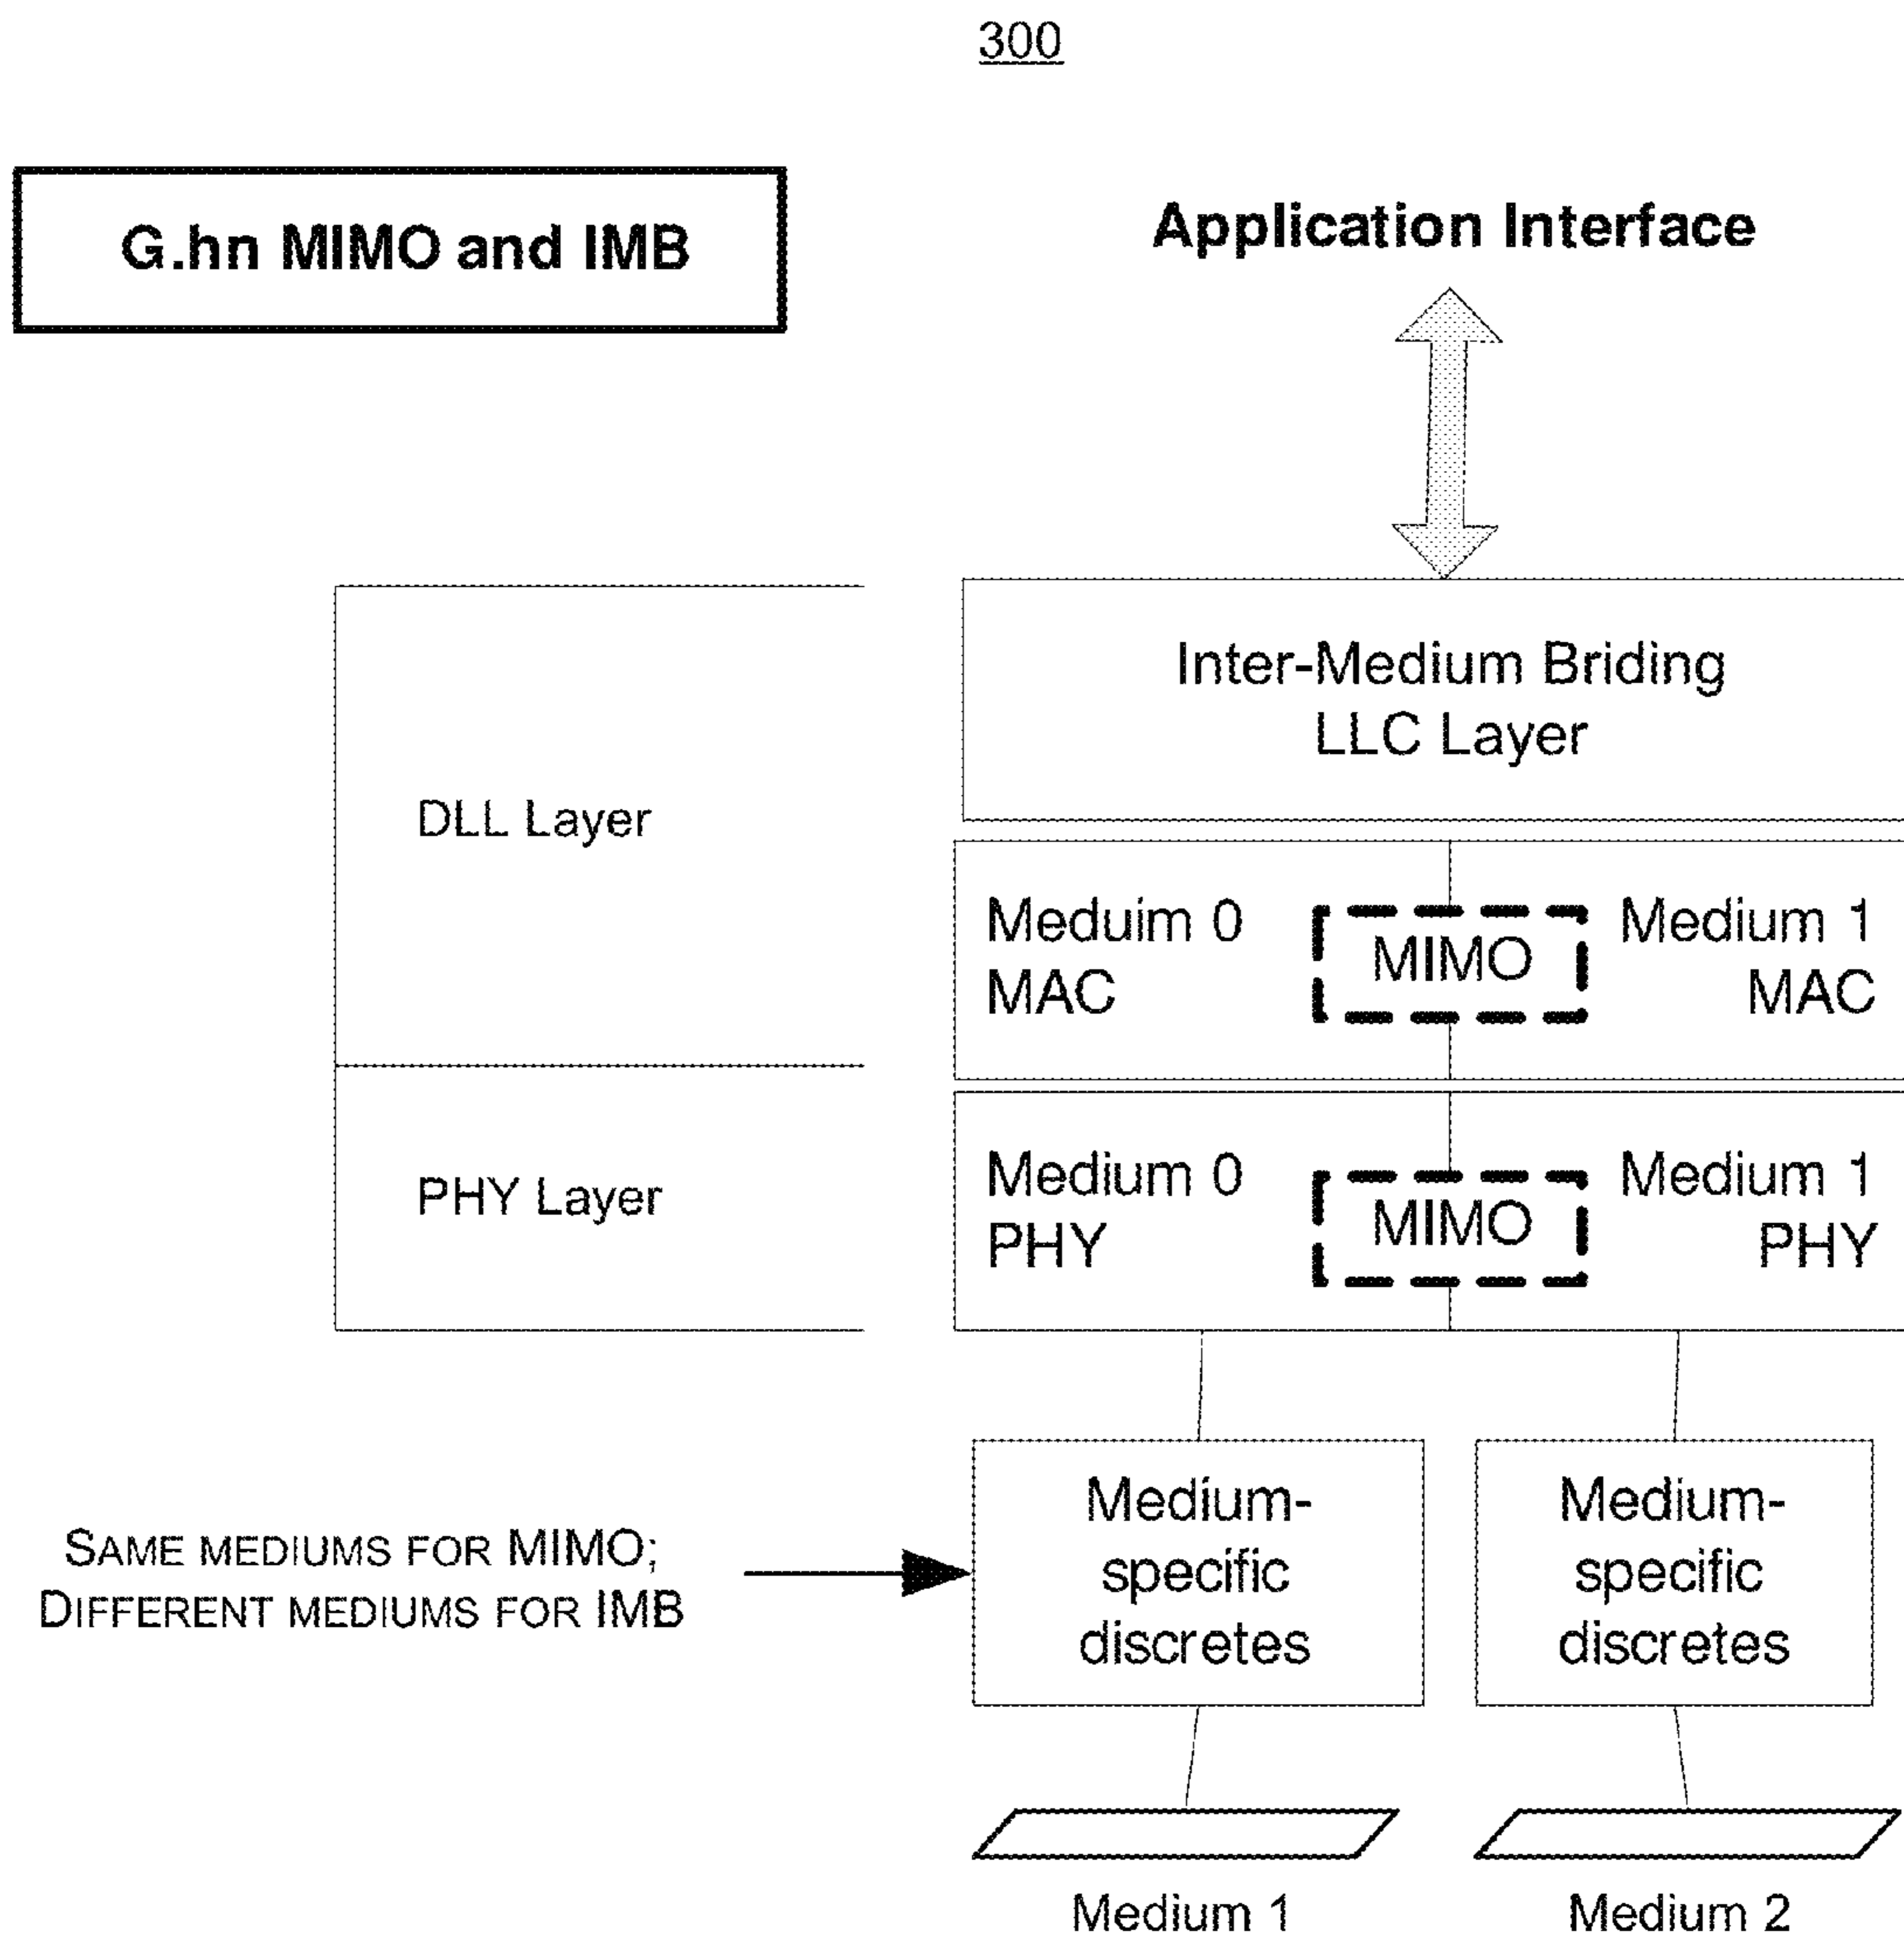 300
G.hn MIMO and IMB
Application Interface
Inter-Medium Briding
LLC Layer
DLL Layer
Meduim 0
MAC
MIMO
Medium 1
MAC
PHY Layer
Medium 0
PHY
MIMO
Medium 1
PHY
SAME MEDIUMS FOR MIMO;
DIFFERENT MEDIUMS FOR IMB
Medium-
specific
discretes
Medium-
specific
discretes
Medium 1
Medium 2